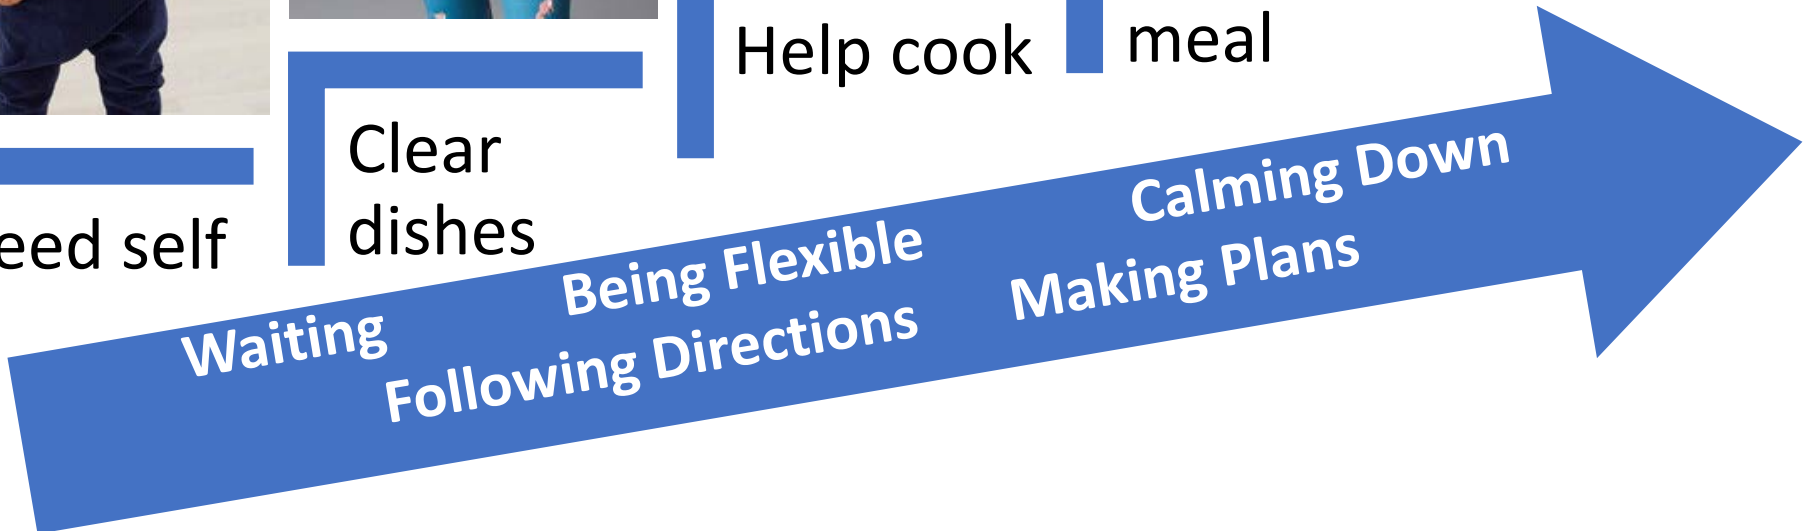 Help cook
meal
Clear
dishes
eed self
Calming Down
Being Flexible
Making Plans
Waiting
Following Directions